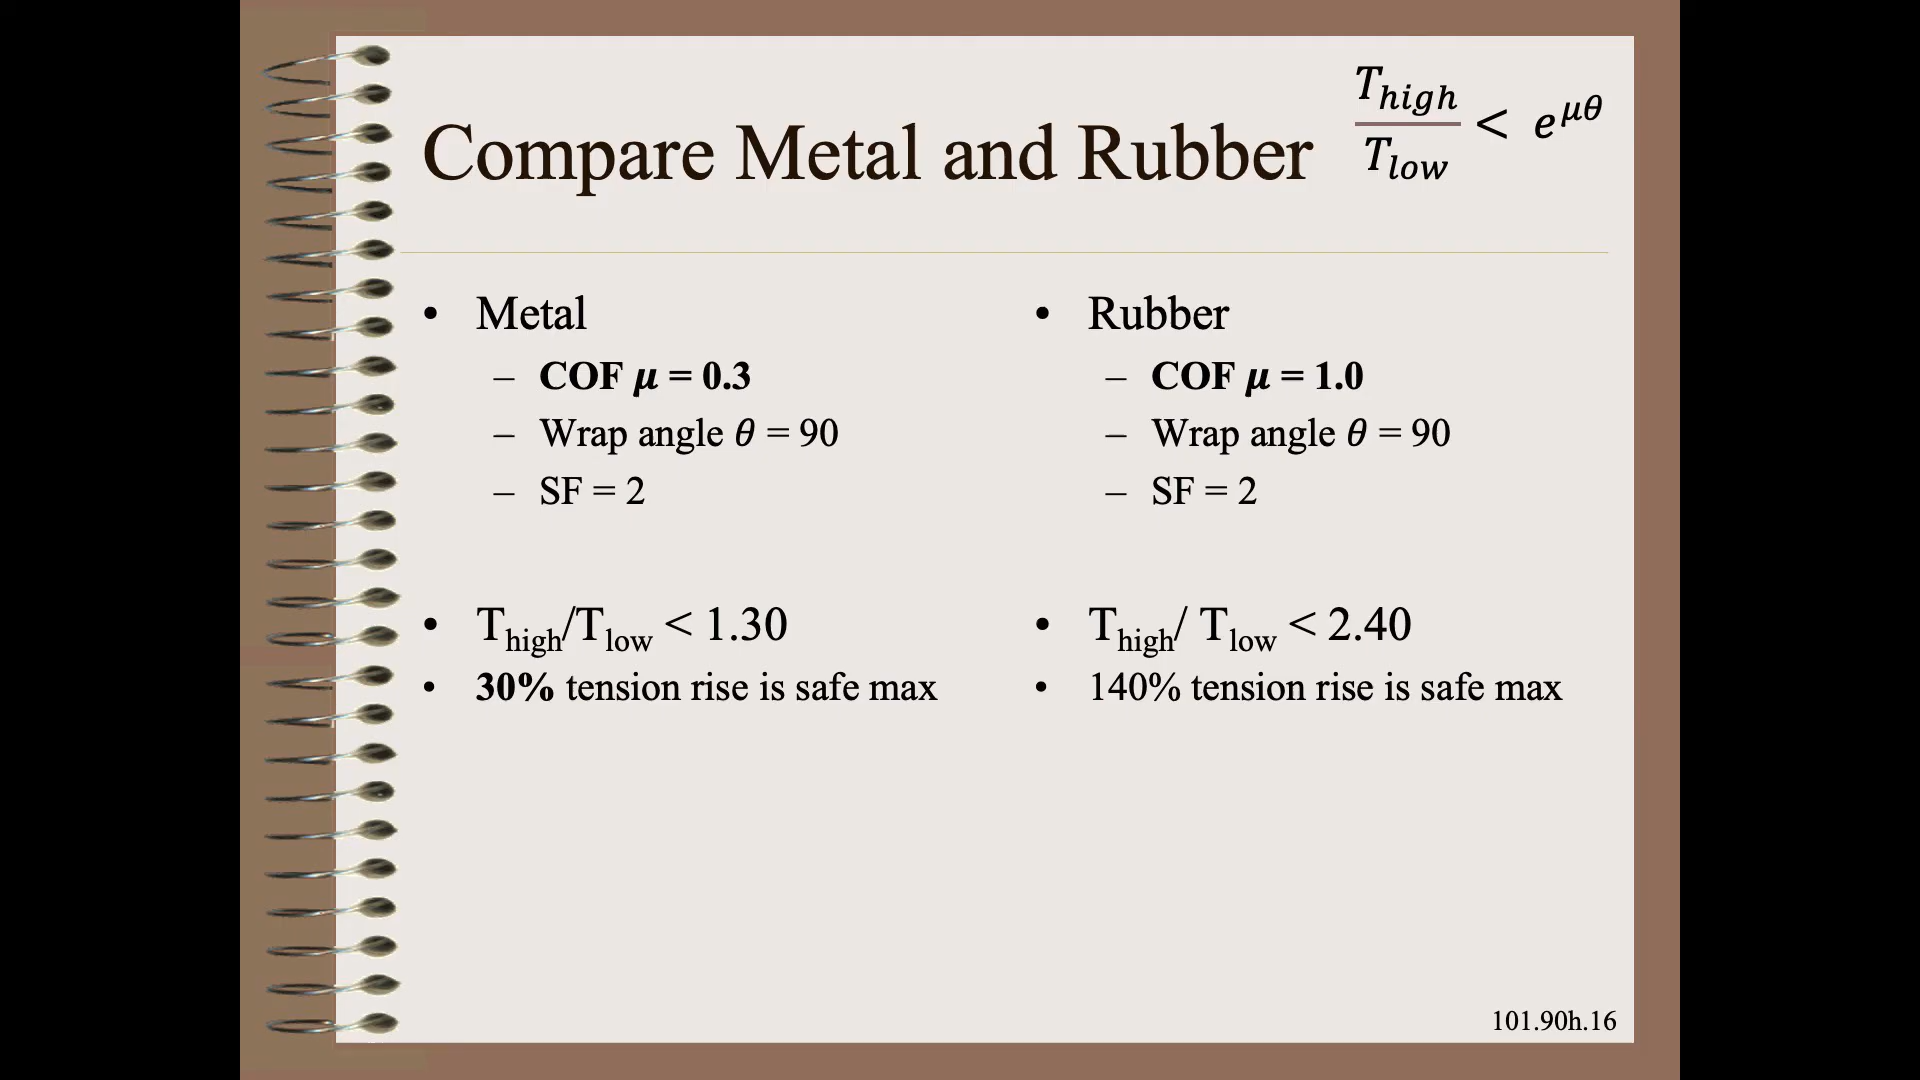 Compare Metal and Rubber
T_high / T_low < e^μθ
• Metal
– COF μ = 0.3
– Wrap angle θ = 90
– SF = 2
• T_high/T_low < 1.30
• 30% tension rise is safe max
• Rubber
– COF μ = 1.0
– Wrap angle θ = 90
– SF = 2
• T_high/ T_low < 2.40
• 140% tension rise is safe max
101.90h.16